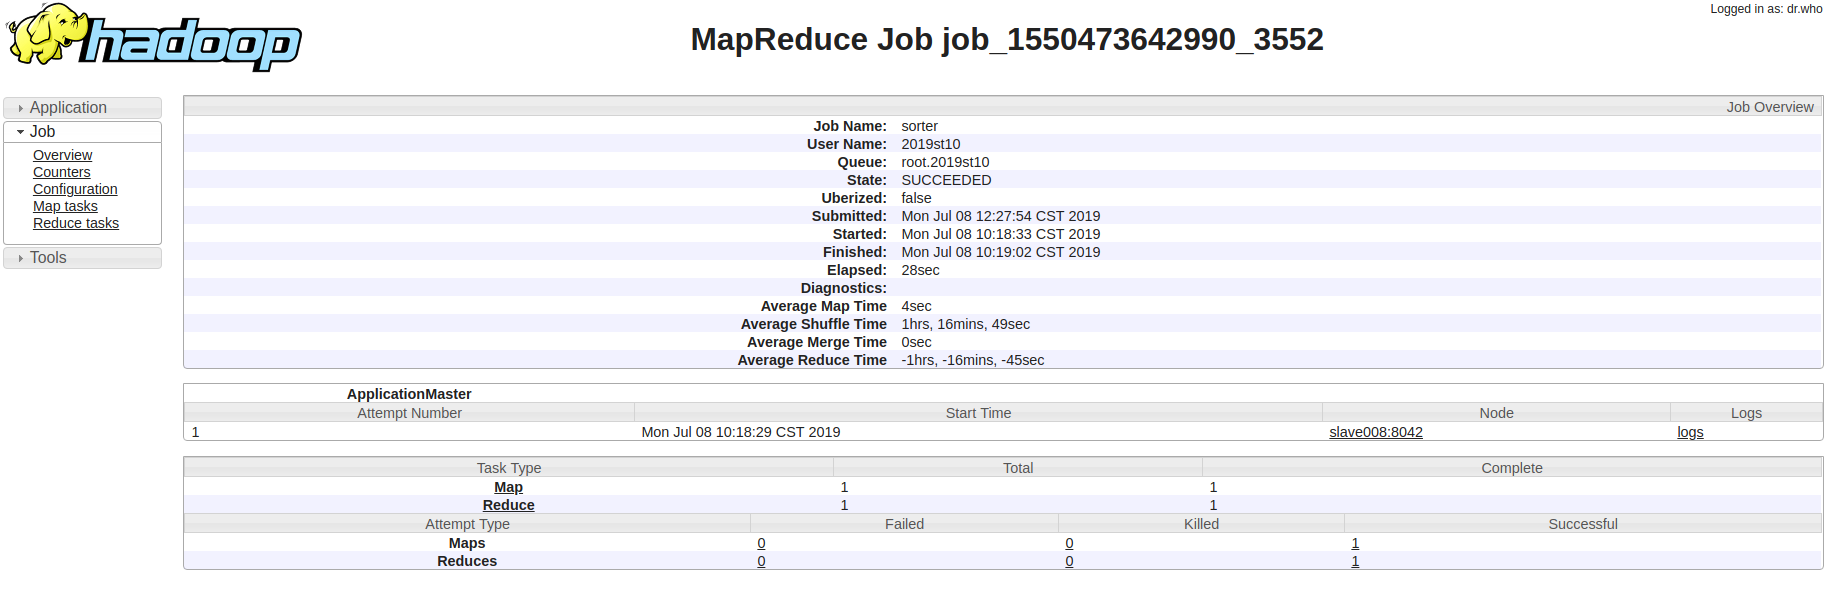 Logged in as: dr.who
hadoop
MapReduce Job job_1550473642990_3552
Application
Job
Overview
Counters
Configuration
Map tasks
Reduce tasks
Tools
Job Overview
Job Name: sorter
User Name: 2019st10
Queue: root.2019st10
State: SUCCEEDED
Uberized: false
Submitted: Mon Jul 08 12:27:54 CST 2019
Started: Mon Jul 08 10:18:33 CST 2019
Finished: Mon Jul 08 10:19:02 CST 2019
Elapsed: 28sec
Diagnostics:
Average Map Time 4sec
Average Shuffle Time 1hrs, 16mins, 49sec
Average Merge Time 0sec
Average Reduce Time -1hrs, -16mins, -45sec
ApplicationMaster
Attempt Number Start Time Node Logs
1 Mon Jul 08 10:18:29 CST 2019 slave008:8042 logs
Task Type Total Complete
Map 1 1
Reduce 1 1
Attempt Type Failed Killed Successful
Maps 0 0 1
Reduces 0 0 1